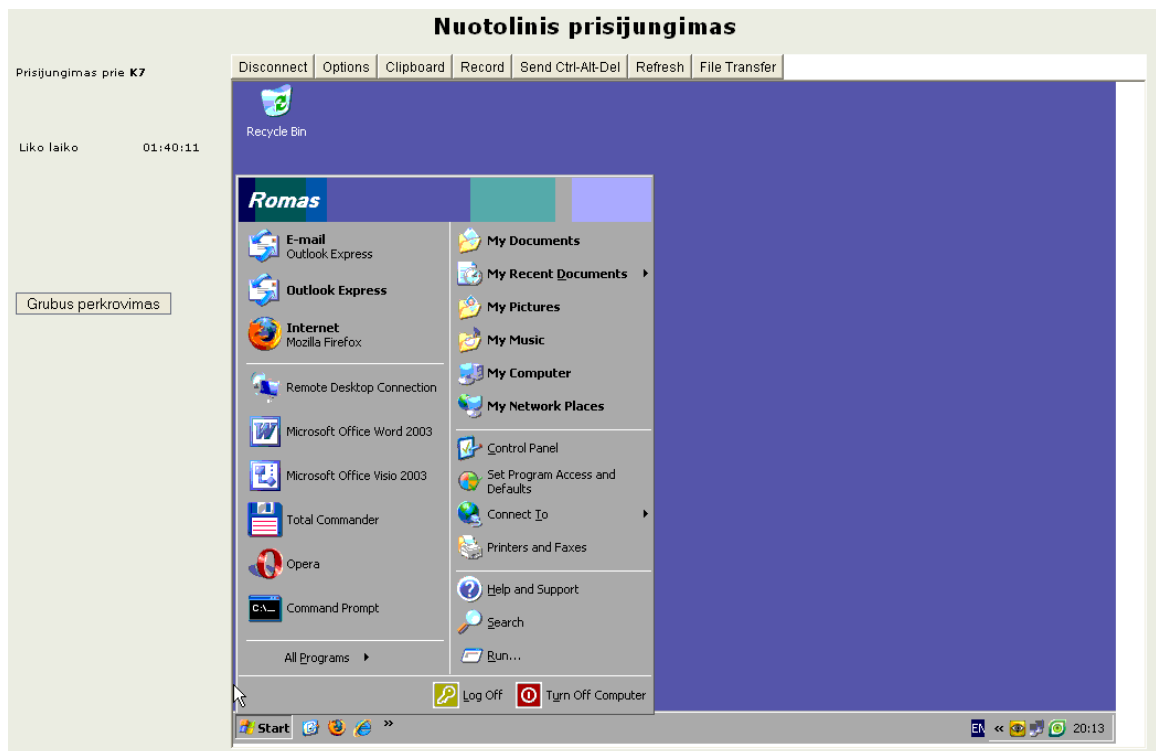 Nuotolinis prisijungimas
Prisijungimas prie K7
Disconnect Options Clipboard Record Send Ctrl-Alt-Del Refresh File Transfer
Recycle Bin
Liko laiko 01:40:11
Grubus perkrovimas
Romas
E-mail
Outlook Express
Outlook Express
Internet
Mozilla Firefox
Remote Desktop Connection
Microsoft Office Word 2003
Microsoft Office Visio 2003
Total Commander
Opera
C:\_ Command Prompt
All Programs
My Documents
My Recent Documents
My Pictures
My Music
My Computer
My Network Places
Control Panel
Set Program Access and
Defaults
Connect To
Printers and Faxes
Help and Support
Search
Run...
Log Off Turn Off Computer
Start » EN « 20:13